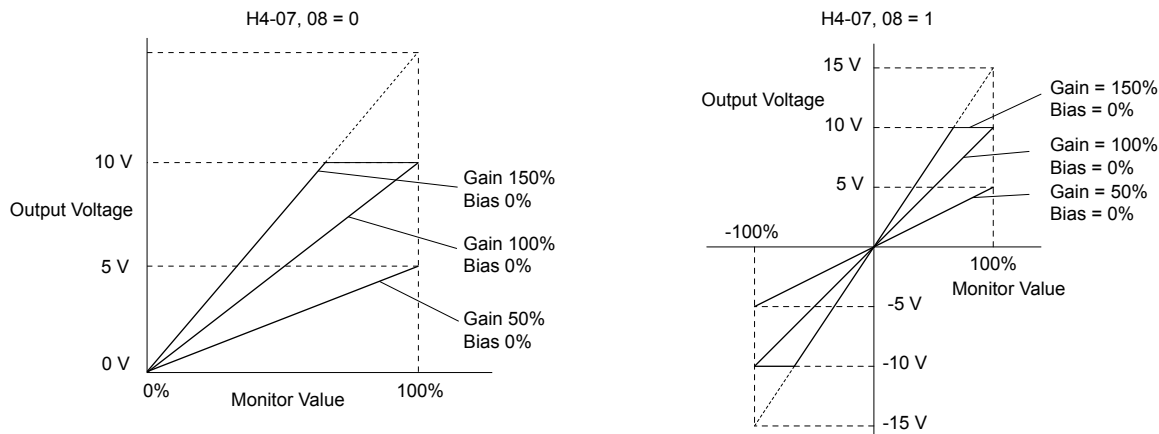 H4-07, 08 = 0
10 V
Output Voltage
5 V
0 V
0%
Monitor Value
100%
Gain 150%
Bias 0%
Gain 100%
Bias 0%
Gain 50%
Bias 0%
H4-07, 08 = 1
15 V
Output Voltage
10 V
5 V
Gain = 150%
Bias = 0%
Gain = 100%
Bias = 0%
Gain = 50%
Bias = 0%
-100%
100%
Monitor Value
-5 V
-10 V
-15 V